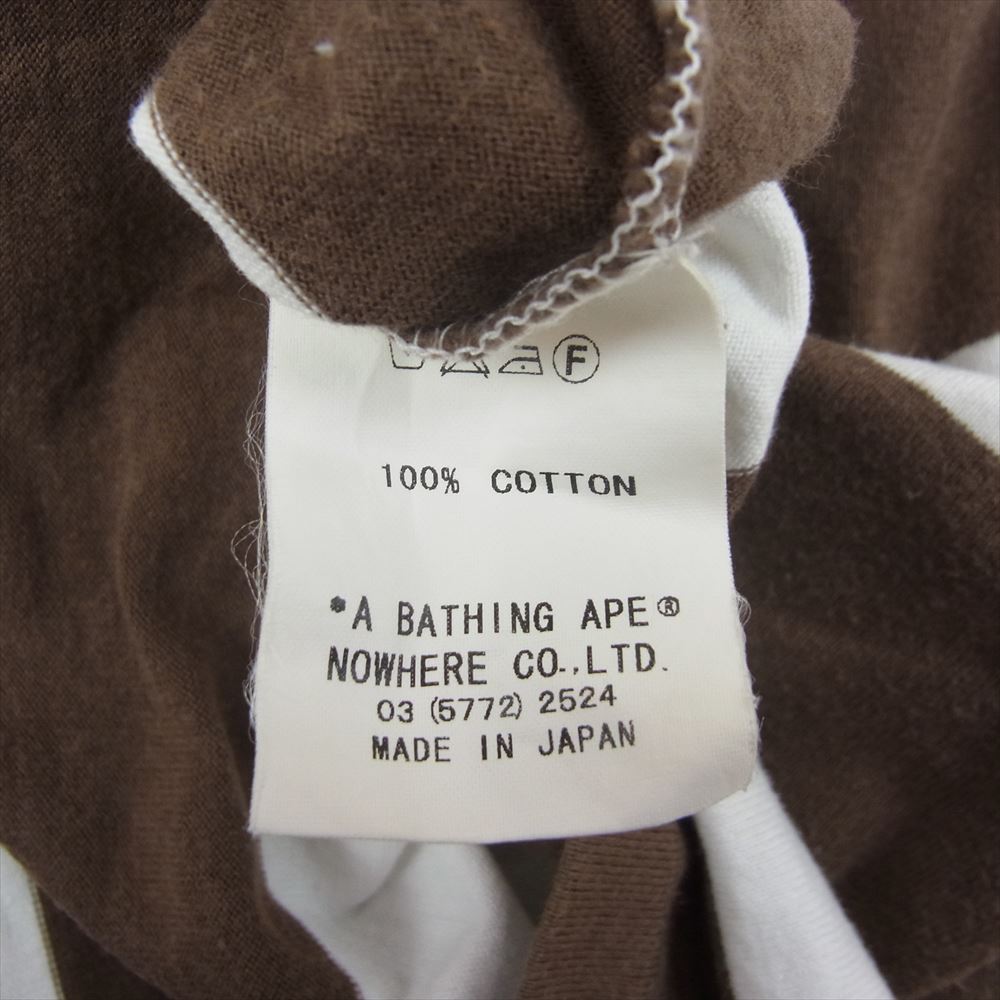 F
100% COTTON
*A BATHING APE®
NOWHERE CO.,LTD.
03 (5772) 2524
MADE IN JAPAN